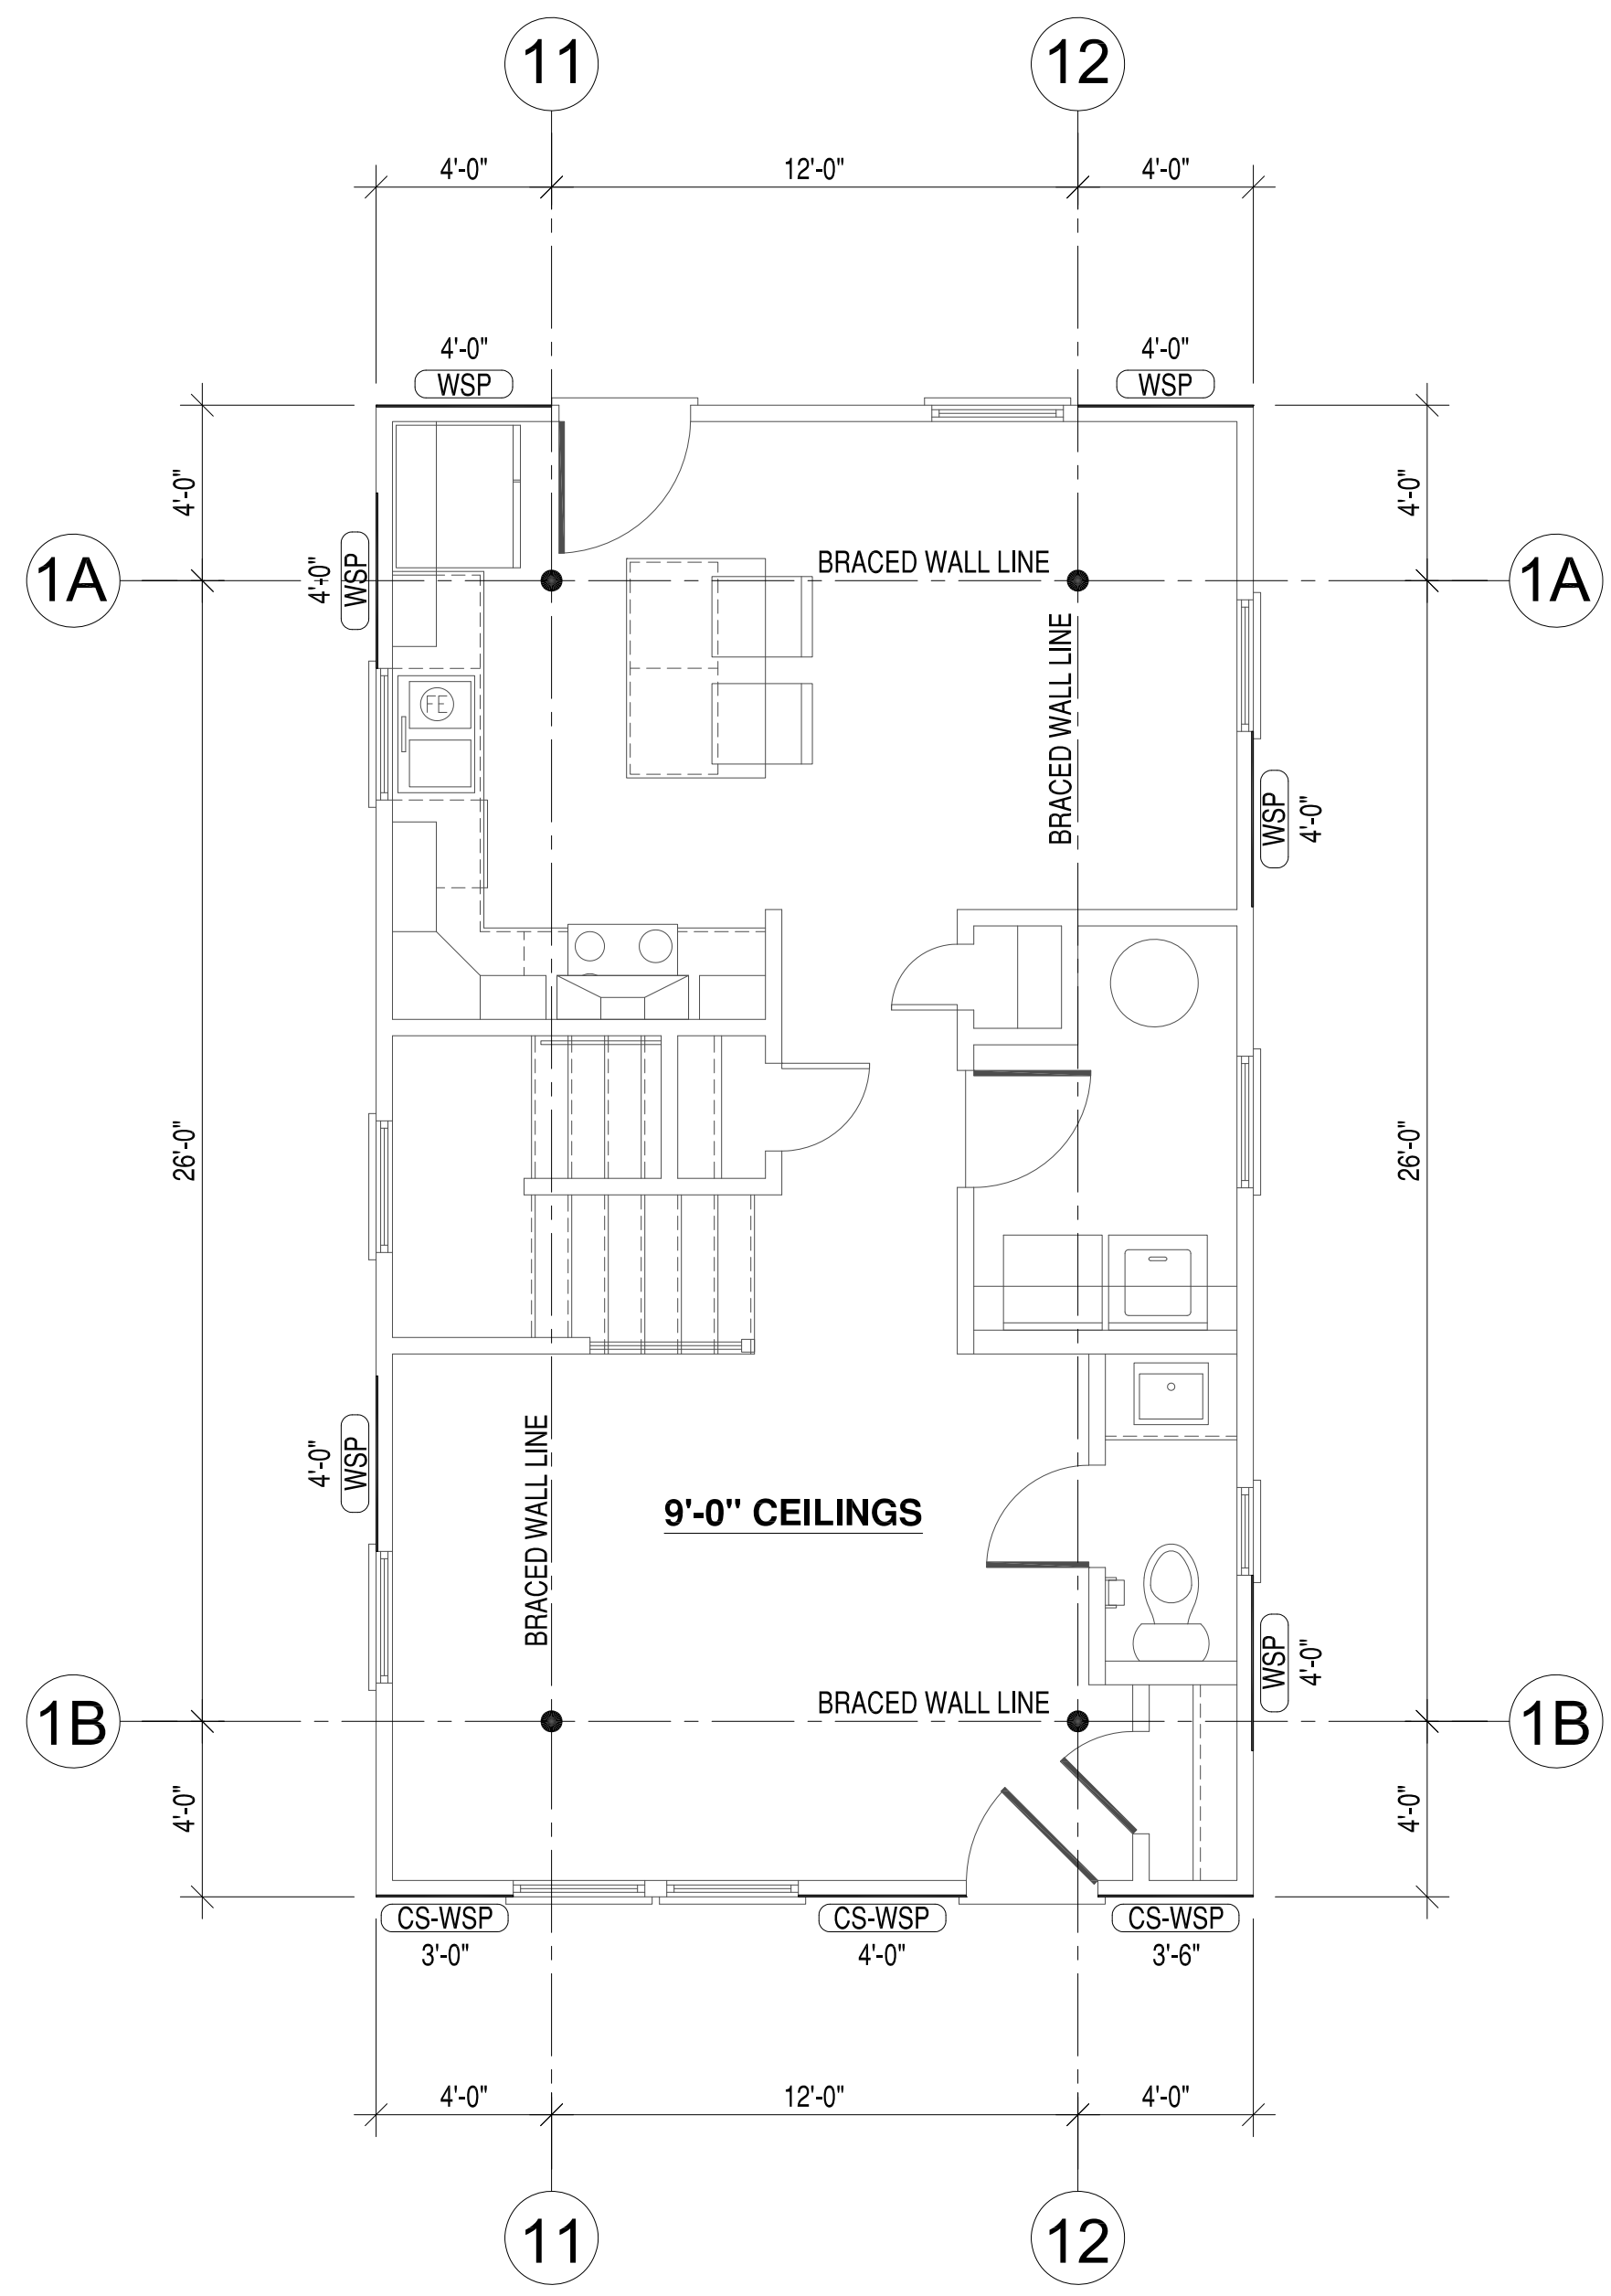 11 12
4'-0" 12'-0" 4'-0"
4'-0" 4'-0"
WSP WSP
4'-0" 4'-0"
1A 4'-0" WSP BRACED WALL LINE 1A
BRACED WALL LINE
FE
WSP 4'-0"
26'-0" 26'-0"
4'-0" WSP BRACED WALL LINE
9'-0" CEILINGS
WSP 4'-0"
1B BRACED WALL LINE 1B
4'-0" 4'-0"
CS-WSP CS-WSP CS-WSP
3'-0" 4'-0" 3'-6"
4'-0" 12'-0" 4'-0"
11 12